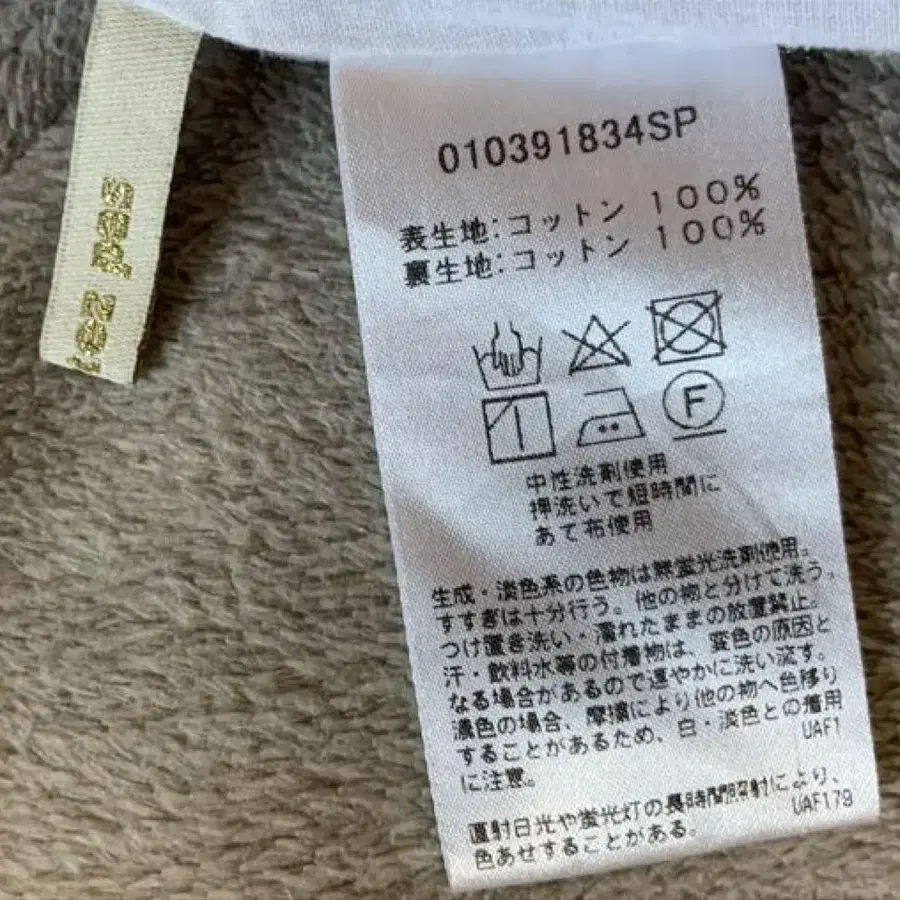 010391834SP
表生地:コットン 100%
裏生地:コットン 100%
F
中性洗剤使用
押洗いで短時間に
あて布使用
生成・淡色系の色物は無蛍光洗剤使用。
すすぎは十分行う。他の物と分けて洗う。
つけ置き洗い・濡れたままの放置禁止。
汗・飲料水等の付着物は、変色の原因と
なる場合があるので速やかに洗い流す。
濃色の場合、摩擦により他の物へ色移り
することがあるため、白・淡色との着用
に注意。
UAF1
直射日光や蛍光灯の長時間照射により、
色あせすることがある。
UAF179
pas